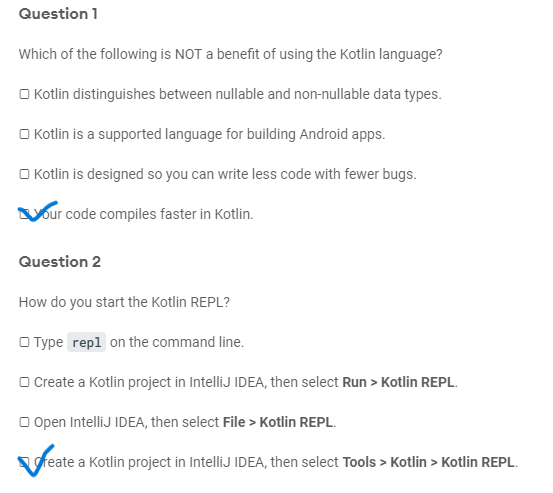 Question 1
Which of the following is NOT a benefit of using the Kotlin language?
Kotlin distinguishes between nullable and non-nullable data types.
Kotlin is a supported language for building Android apps.
Kotlin is designed so you can write less code with fewer bugs.
Your code compiles faster in Kotlin.
Question 2
How do you start the Kotlin REPL?
Type repl on the command line.
Create a Kotlin project in IntelliJ IDEA, then select Run > Kotlin REPL.
Open IntelliJ IDEA, then select File > Kotlin REPL.
Create a Kotlin project in IntelliJ IDEA, then select Tools > Kotlin > Kotlin REPL.